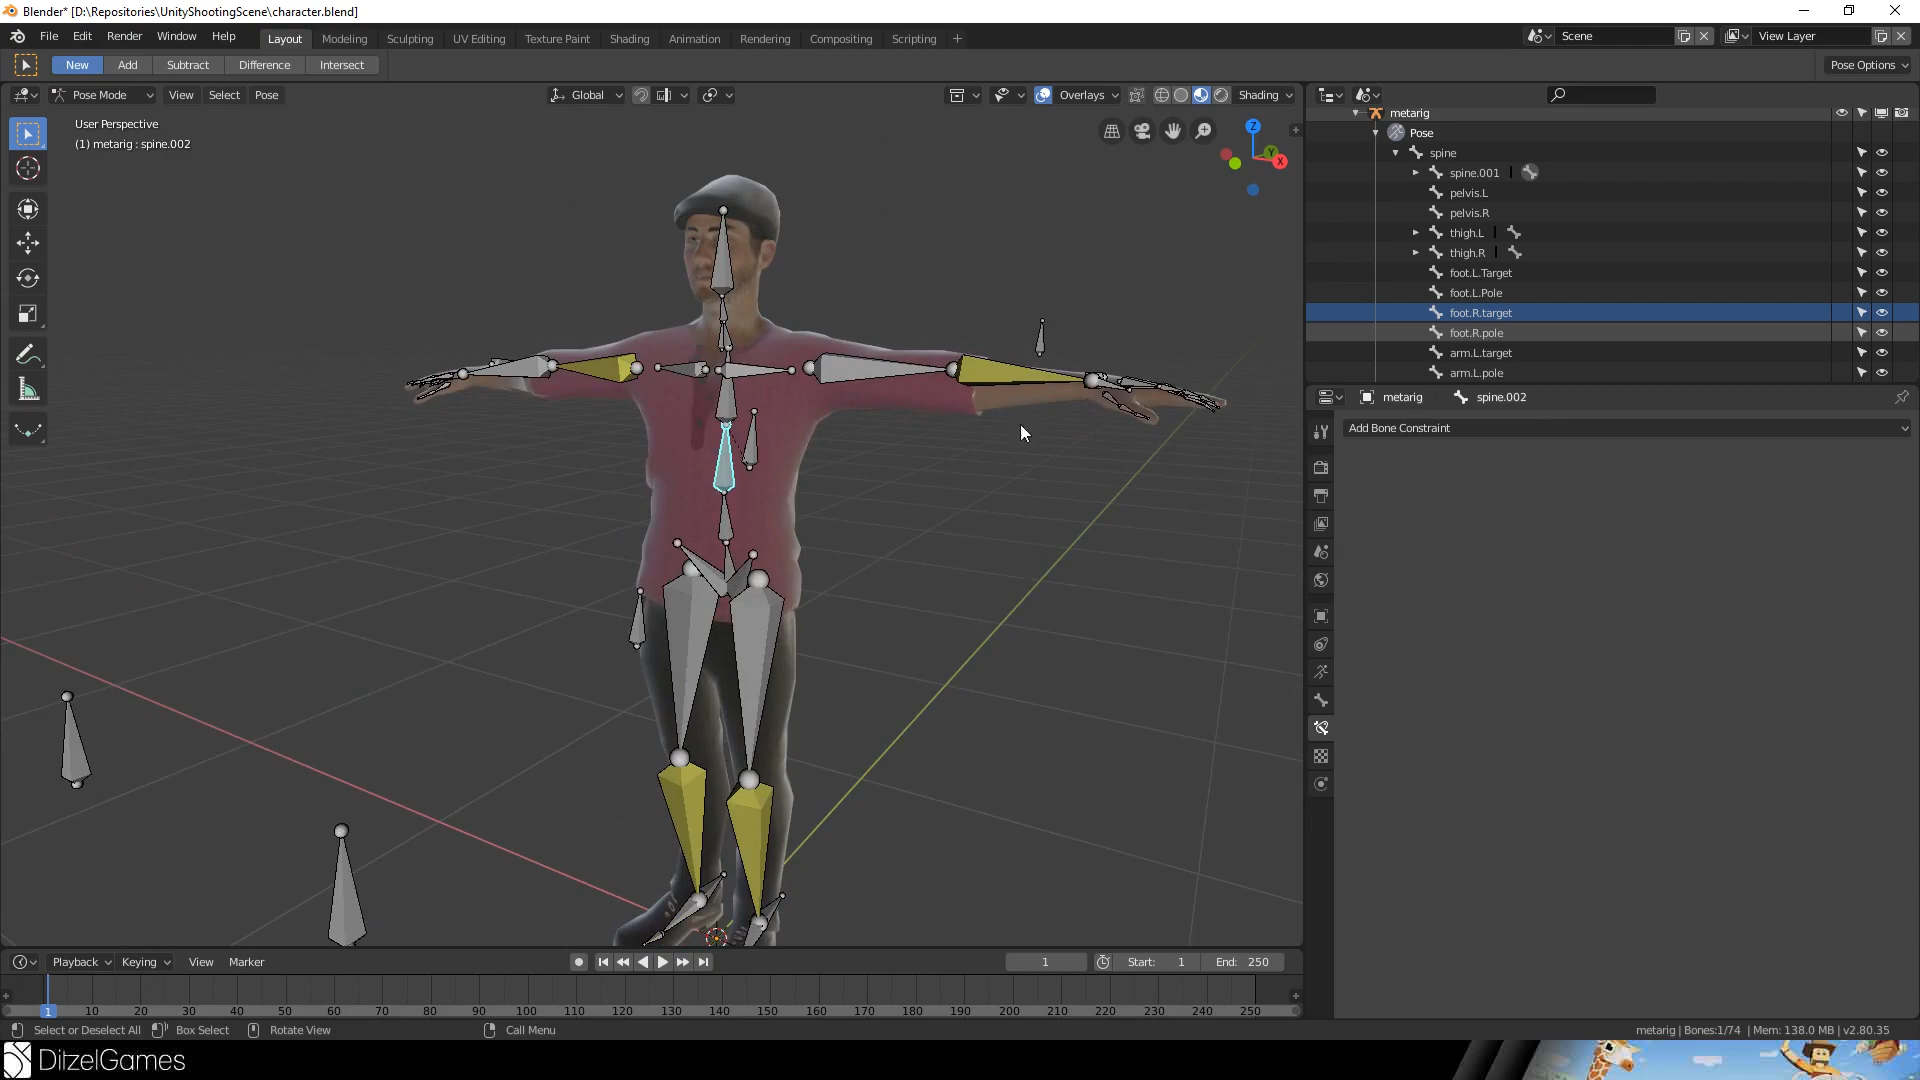 Blender* [D:\Repositories\UnityShootingScene\character.blend]
File Edit Render Window Help Layout Modeling Sculpting UV Editing Texture Paint Shading Animation Rendering Compositing Scripting + Scene View Layer
New Add Subtract Difference Intersect Pose Options
Pose Mode View Select Pose Global Overlays Shading
User Perspective
(1) metarig : spine.002
Z
Y
X
metarig
Pose
spine
spine.001
pelvis.L
pelvis.R
thigh.L
thigh.R
foot.L.Target
foot.L.Pole
foot.R.target
foot.R.pole
arm.L.target
arm.L.pole
metarig spine.002
Add Bone Constraint
Playback Keying View Marker 1 Start: 1 End: 250
1 10 20 30 40 50 60 70 80 90 100 110 120 130 140 150 160 170 180 190 200 210 220 230 240 250
Select or Deselect All Box Select Rotate View Call Menu metarig | Bones:1/74 | Mem: 138.0 MB | v2.80.35
DitzelGames